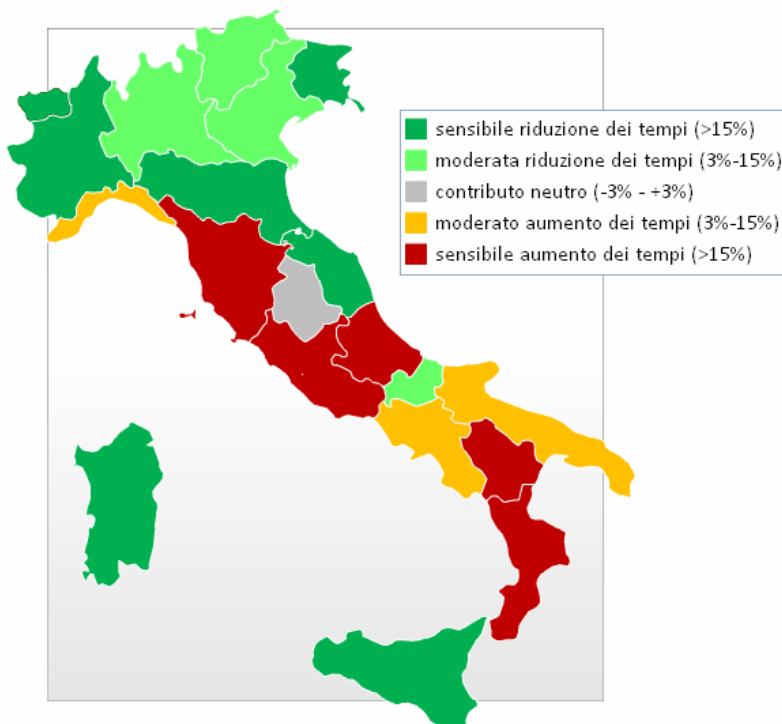 sensibile riduzione dei tempi (>15%)
moderata riduzione dei tempi (3%-15%)
contributo neutro (-3% - +3%)
moderato aumento dei tempi (3%-15%)
sensibile aumento dei tempi (>15%)